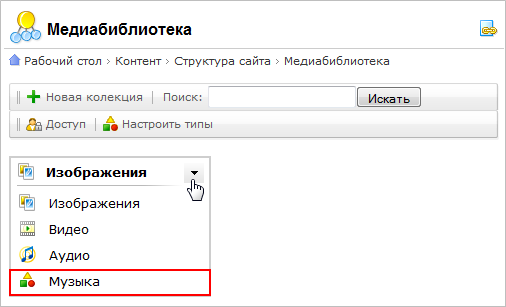 Медиабиблиотека
Рабочий стол › Контент › Структура сайта › Медиабиблиотека
Новая колекция | Поиск: Искать
Доступ | Настроить типы
Изображения
Изображения
Видео
Аудио
Музыка